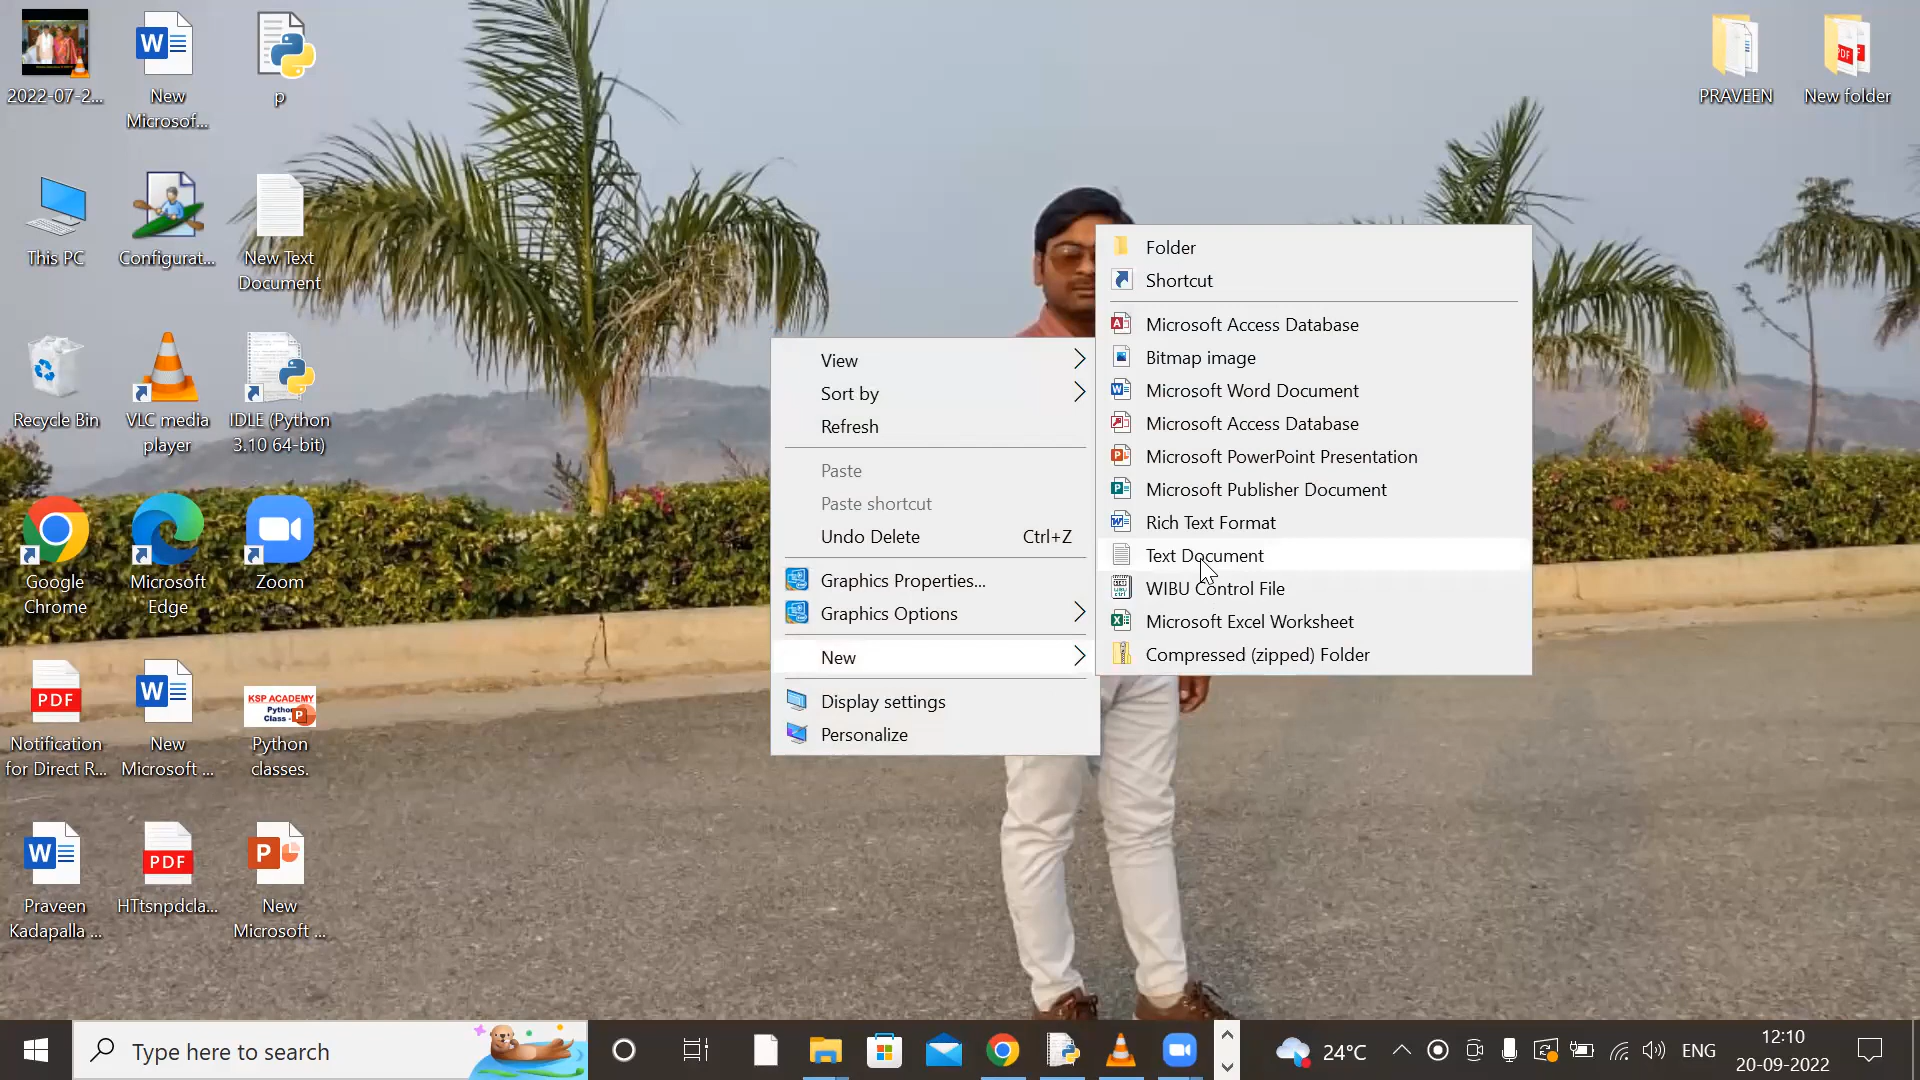 2022-07-2...
New
Microsof...
p
PRAVEEN
New folder
This PC
Configurat...
New Text
Document
Recycle Bin
VLC media
player
IDLE (Python
3.10 64-bit)
Google
Chrome
Microsoft
Edge
Zoom
PDF
Notification
for Direct R...
New
Microsoft ...
KSP ACADEMY
Python
Class -
Python
classes.
Praveen
Kadapalla ...
PDF
HTtsnpdcla...
New
Microsoft ...
View
Sort by
Refresh
Paste
Paste shortcut
Undo Delete Ctrl+Z
Graphics Properties...
Graphics Options
New
Display settings
Personalize
Folder
Shortcut
Microsoft Access Database
Bitmap image
Microsoft Word Document
Microsoft Access Database
Microsoft PowerPoint Presentation
Microsoft Publisher Document
Rich Text Format
Text Document
WIBU Control File
Microsoft Excel Worksheet
Compressed (zipped) Folder
Type here to search
24°C
ENG
12:10
20-09-2022